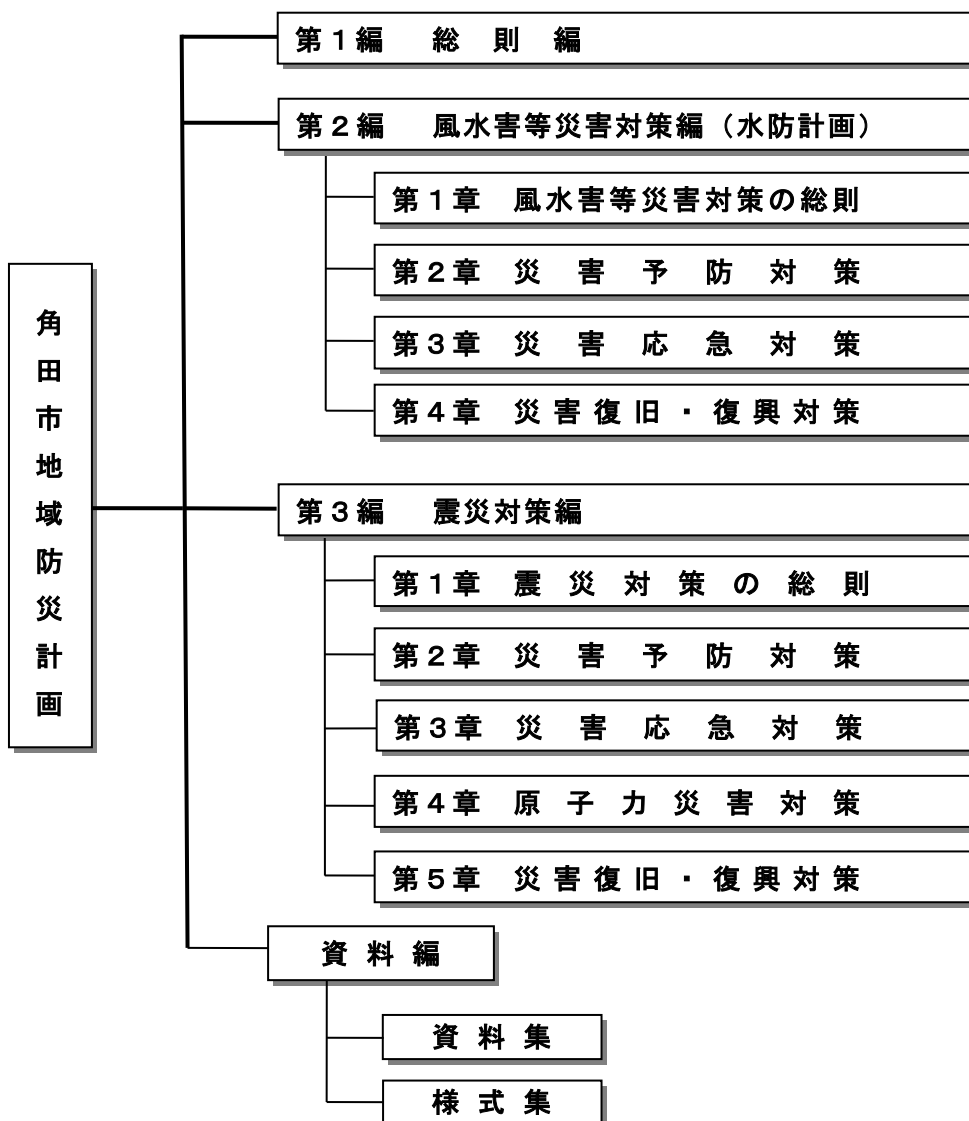 角田市地域防災計画
第１編　総則編
第２編　風水害等災害対策編（水防計画）
第１章　風水害等災害対策の総則
第２章　災害予防対策
第３章　災害応急対策
第４章　災害復旧・復興対策
第３編　震災対策編
第１章　震災対策の総則
第２章　災害予防対策
第３章　災害応急対策
第４章　原子力災害対策
第５章　災害復旧・復興対策
資料編
資料集
様式集